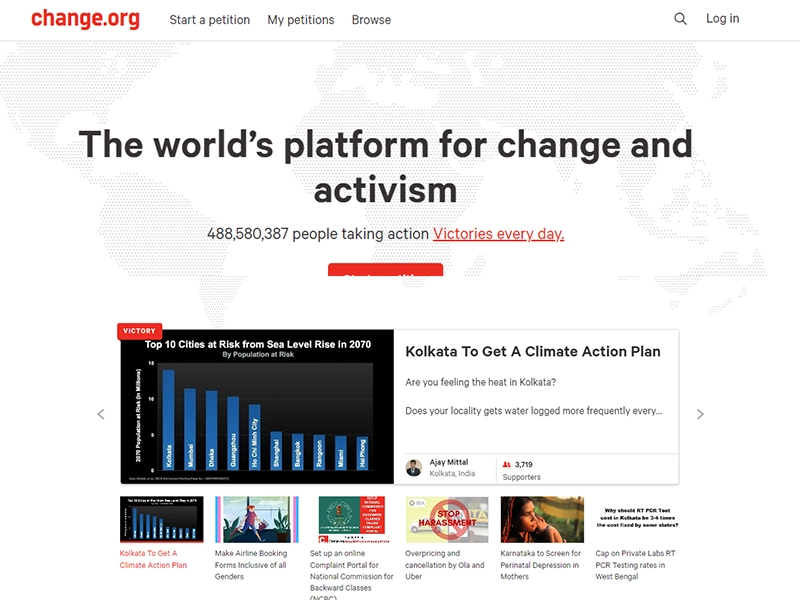 change.org
Start a petition
My petitions
Browse
Log in
The world's platform for change and
activism
488,580,387 people taking action Victories every day.
VICTORY
Top 10 Cities at Risk from Sea Level Rise in 2070
By Population at Risk
2070 Population at Risk (in Millions)
15
10
5
0
Kolkata
Mumbai
Dhaka
Guangzhou
Ho Chi Minh City
Shanghai
Bangkok
Rangoon
Miami
Hai Phong
Kolkata To Get A Climate Action Plan
Are you feeling the heat in Kolkata?
Does your locality gets water logged more frequently every...
Ajay Mittal
Kolkata, India
3,719
Supporters
OLA
STOP
HARASSMENT
Why should RT PCR Test
cost in Kolkata be 3-4 times
the cost fixed by some states?
Kolkata To Get A
Climate Action Plan
Make Airline Booking
Forms Inclusive of all
Genders
Set up an online
Complaint Portal for
National Commission for
Backward Classes
(NCBC)
Overpricing and
cancellation by Ola and
Uber
Karnataka to Screen for
Perinatal Depression in
Mothers
Cap on Private Labs RT
PCR Testing rates in
West Bengal